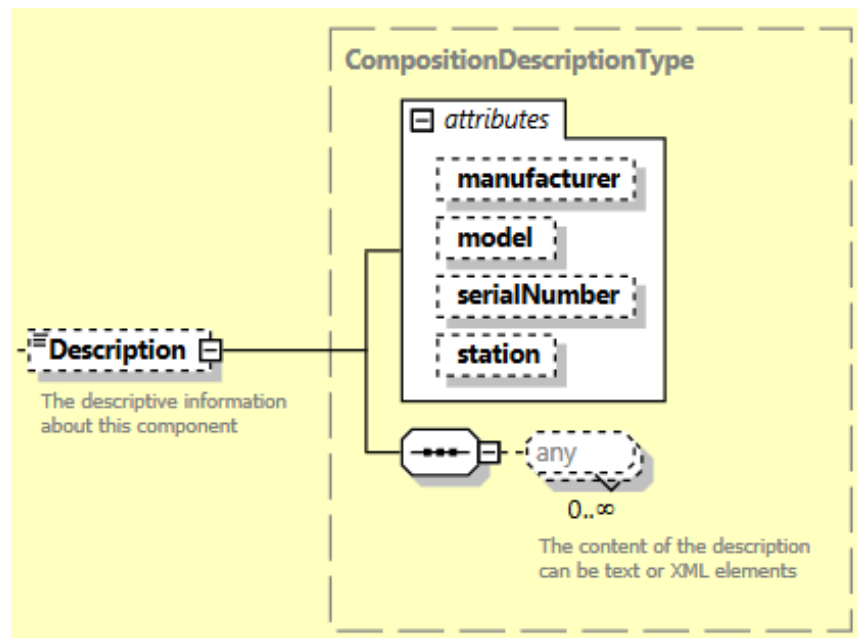 CompositionDescriptionType
attributes
manufacturer
model
serialNumber
station
Description
The descriptive information
about this component
any
0..∞
The content of the description
can be text or XML elements